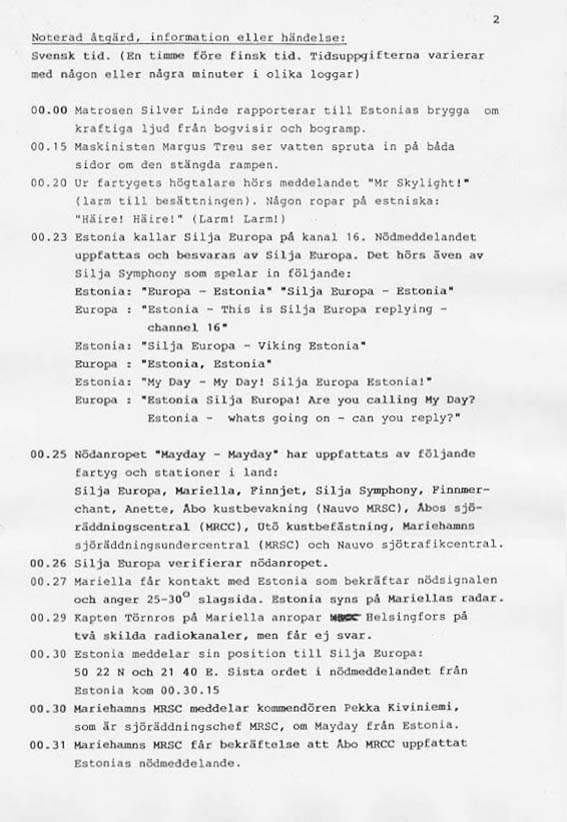 2
Noterad åtgärd, information eller händelse:
Svensk tid. (En timme före finsk tid. Tidsuppgifterna varierar
med någon eller några minuter i olika loggar)
00.00 Matrosen Silver Linde rapporterar till Estonias brygga om
kraftiga ljud från bogvisir och bogramp.
00.15 Maskinisten Margus Treu ser vatten spruta in på båda
sidor om den stängda rampen.
00.20 Ur fartygets högtalare hörs meddelandet "Mr Skylight!"
(larm till besättningen). Någon ropar på estniska:
"Häire! Häire!" (Larm! Larm!)
00.23 Estonia kallar Silja Europa på kanal 16. Nödmeddelandet
uppfattas och besvaras av Silja Europa. Det hörs även av
Silja Symphony som spelar in följande:
Estonia: "Europa - Estonia" "Silja Europa - Estonia"
Europa : "Estonia - This is Silja Europa replying -
channel 16"
Estonia: "Silja Europa - Viking Estonia"
Europa : "Estonia, Estonia"
Estonia: "My Day - My Day! Silja Europa Estonia!"
Europa : "Estonia Silja Europa! Are you calling My Day?
Estonia - whats going on - can you reply?"
00.25 Nödanropet "Mayday - Mayday" har uppfattats av följande
fartyg och stationer i land:
Silja Europa, Mariella, Finnjet, Silja Symphony, Finnmer-
chant, Anette, Åbo kustbevakning (Nauvo MRSC), Åbos sjö-
räddningscentral (MRCC), Utö kustbefästning, Mariehamns
sjöräddningsundercentral (MRSC) och Nauvo sjötrafikcentral.
00.26 Silja Europa verifierar nödanropet.
00.27 Mariella får kontakt med Estonia som bekräftar nödsignalen
och anger 25-30° slagsida. Estonia syns på Mariellas radar.
00.29 Kapten Törnros på Mariella anropar Helsingfors på
två skilda radiokanaler, men får ej svar.
00.30 Estonia meddelar sin position till Silja Europa:
50 22 N och 21 40 E. Sista ordet i nödmeddelandet från
Estonia kom 00.30.15
00.30 Mariehamns MRSC meddelar kommendören Pekka Kiviniemi,
som är sjöräddningschef MRSC, om Mayday från Estonia.
00.31 Mariehamns MRSC får bekräftelse att Åbo MRCC uppfattat
Estonias nödmeddelande.